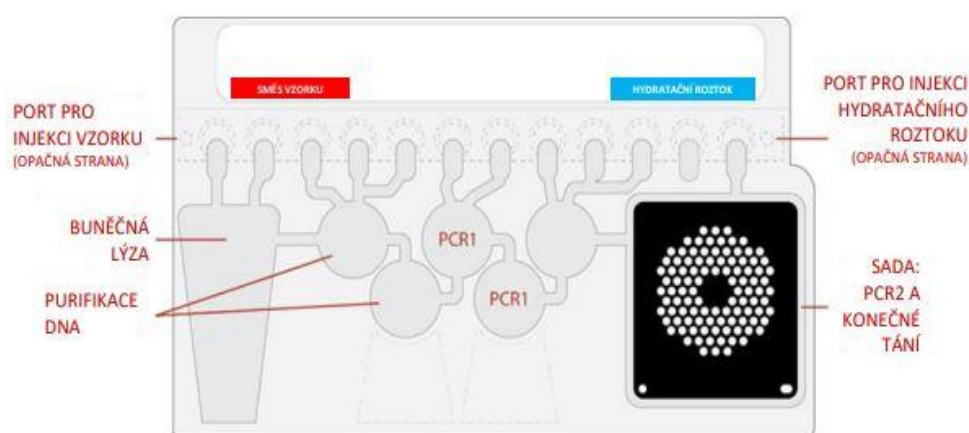 SMĚS VZORKU
HYDRATAČNÍ ROZTOK
PORT PRO
INJEKCI VZORKU
(OPAČNÁ STRANA)
PORT PRO INJEKCI
HYDRATAČNÍHO
ROZTOKU
(OPAČNÁ STRANA)
BUNĚČNÁ
LÝZA
PURIFIKACE
DNA
PCR1
PCR1
SADA:
PCR2 A
KONEČNÉ
TÁNÍ